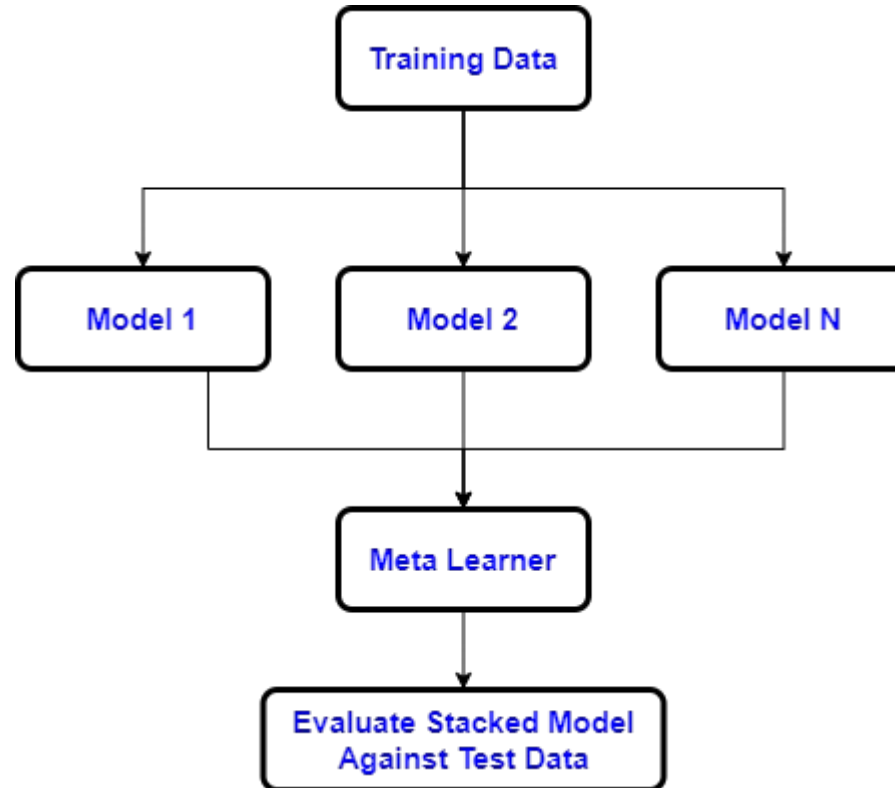 Training Data
Model 1
Model 2
Model N
Meta Learner
Evaluate Stacked Model
Against Test Data